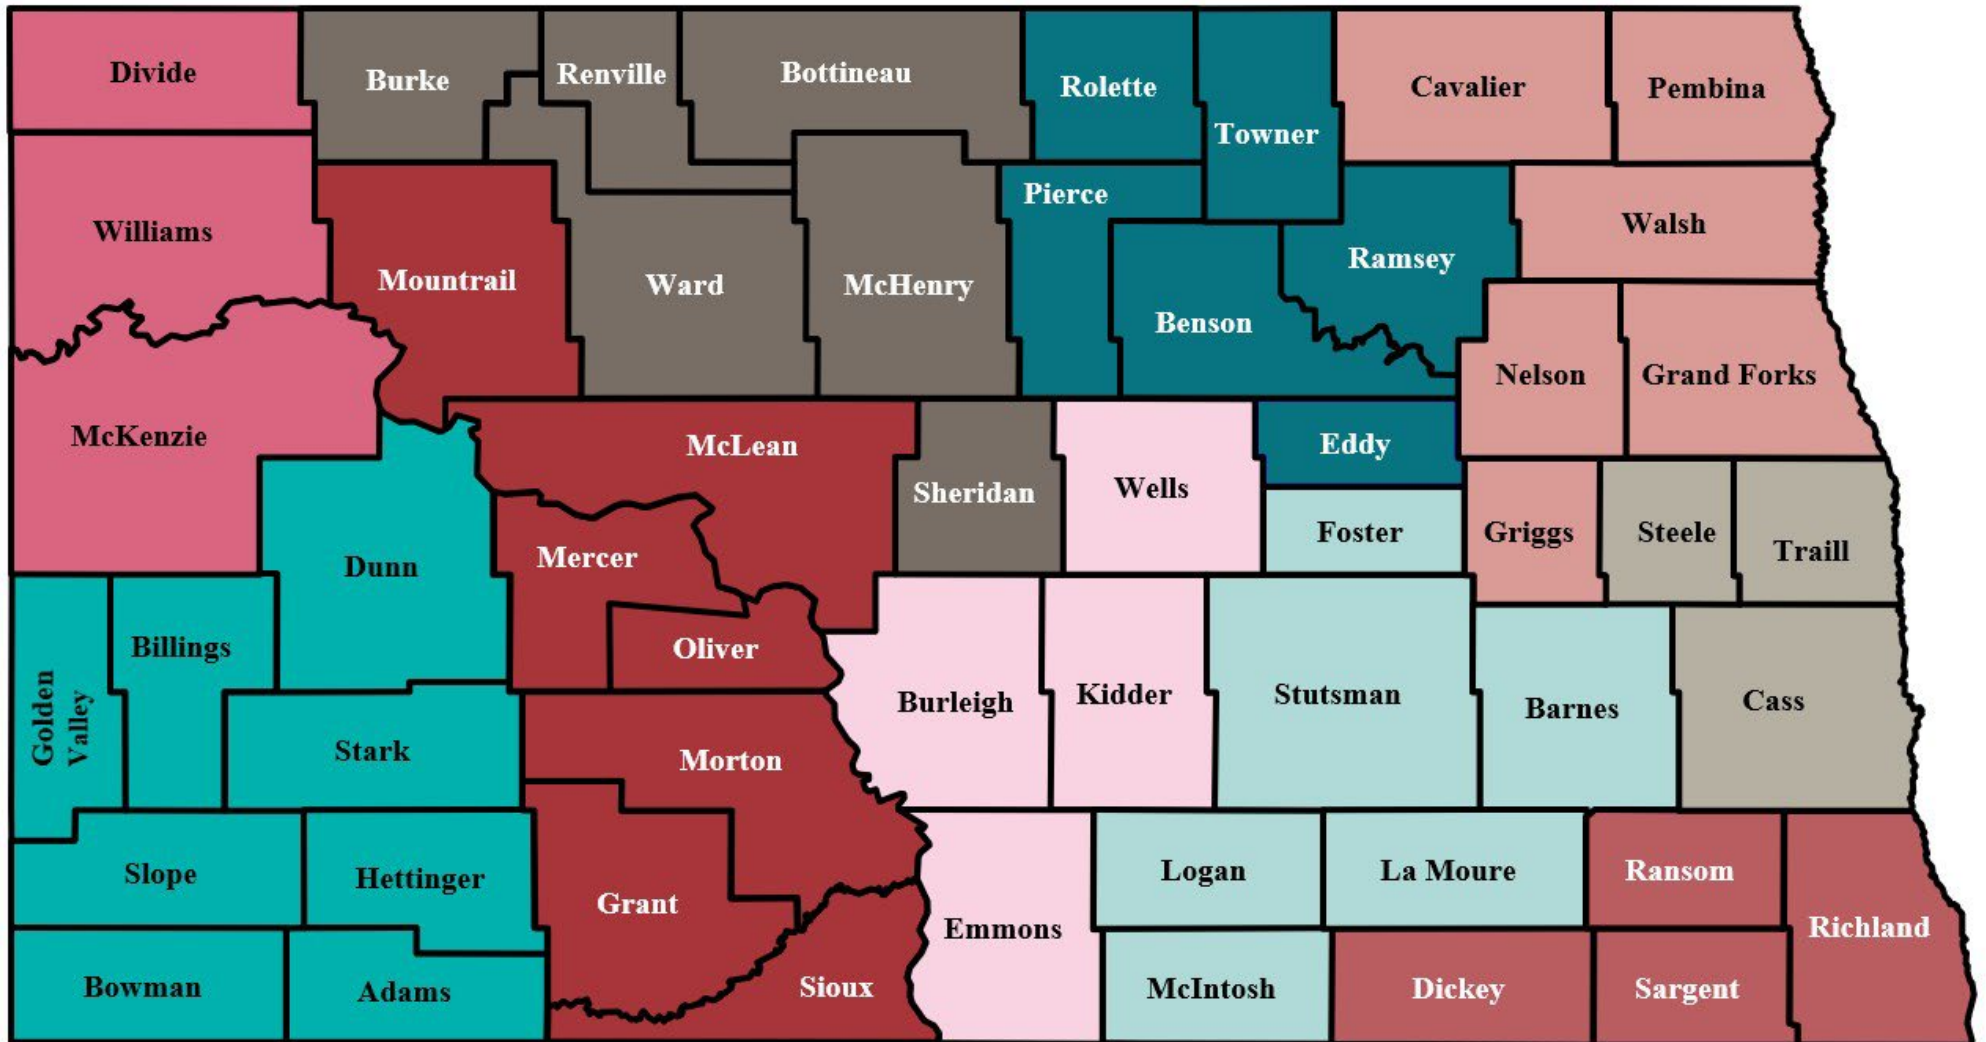 Divide
Burke
Renville
Bottineau
Rolette
Towner
Cavalier
Pembina
Williams
Mountrail
Ward
McHenry
Pierce
Benson
Ramsey
Walsh
Nelson
Grand Forks
McKenzie
McLean
Sheridan
Wells
Eddy
Foster
Griggs
Steele
Traill
Dunn
Mercer
Oliver
Golden
Valley
Billings
Stark
Morton
Burleigh
Kidder
Stutsman
Barnes
Cass
Slope
Hettinger
Grant
Emmons
Logan
La Moure
Ransom
Richland
Bowman
Adams
Sioux
McIntosh
Dickey
Sargent